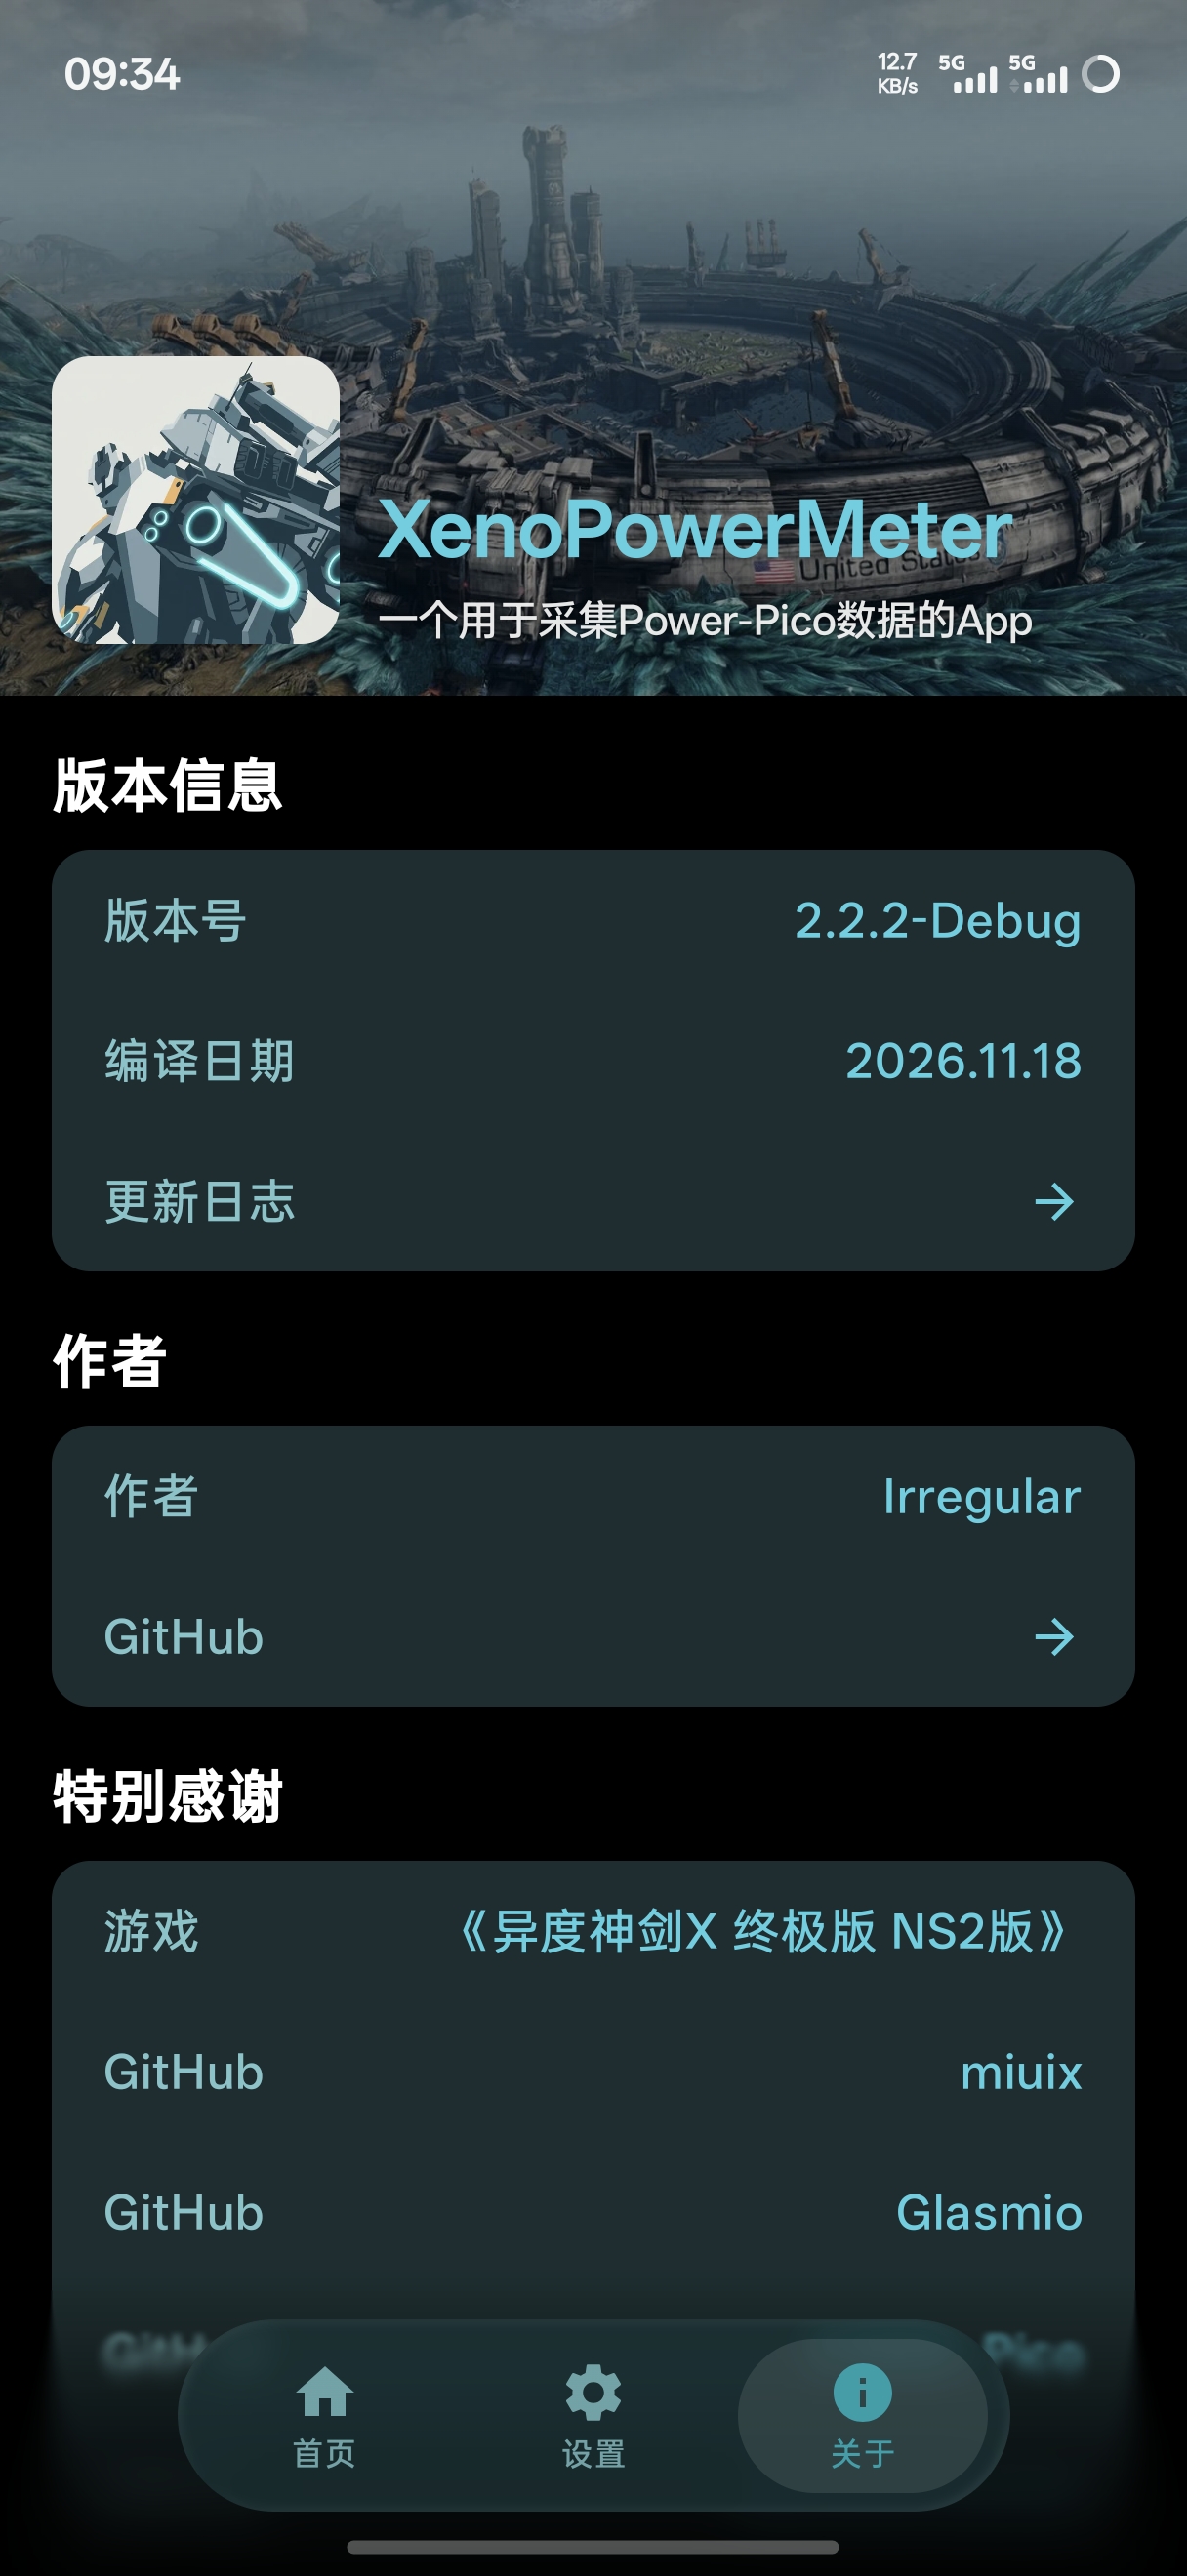 09:34
12.7
KB/s
5G
5G
XenoPowerMeter
United States
一个用于采集Power-Pico数据的App
版本信息
版本号 2.2.2-Debug
编译日期 2026.11.18
更新日志
作者
作者 Irregular
GitHub
特别感谢
游戏 《异度神剑X 终极版 NS2版》
GitHub miuix
GitHub Glasmio
Pico
首页 设置 关于